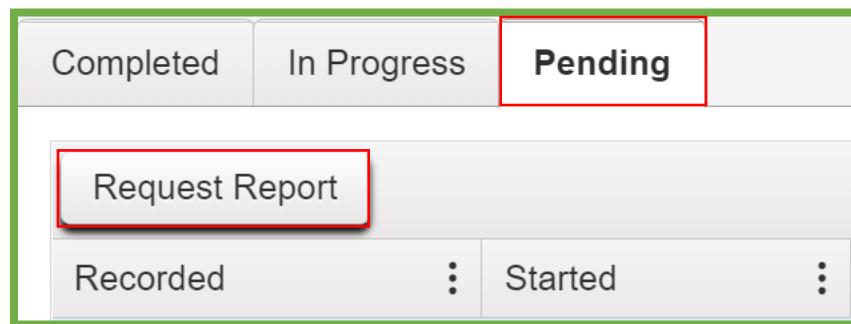 Completed In Progress Pending
Request Report
Recorded Started